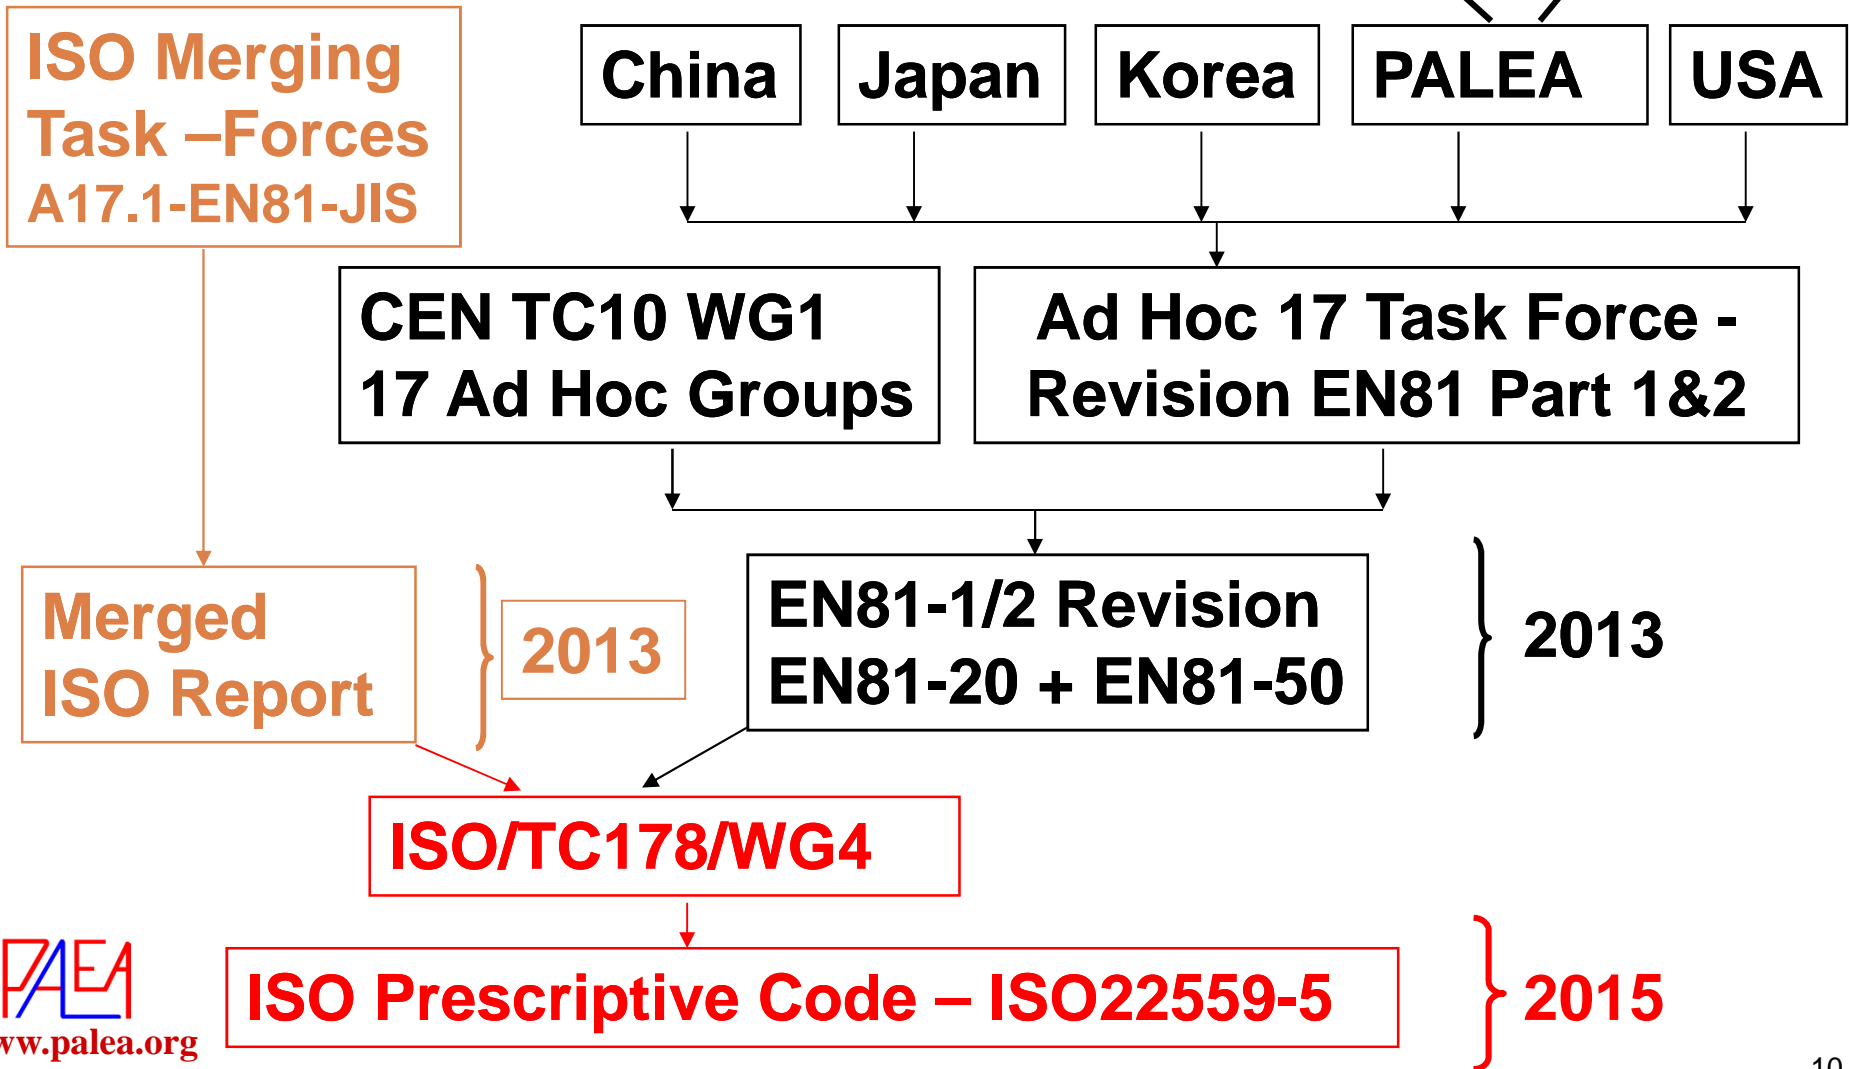 ISO Merging
Task –Forces
A17.1-EN81-JIS
China
Japan
Korea
PALEA
USA
CEN TC10 WG1
17 Ad Hoc Groups
Ad Hoc 17 Task Force -
Revision EN81 Part 1&2
Merged
ISO Report
2013
EN81-1/2 Revision
EN81-20 + EN81-50
2013
ISO/TC178/WG4
ISO Prescriptive Code – ISO22559-5
2015
PALEA
ww.palea.org
10